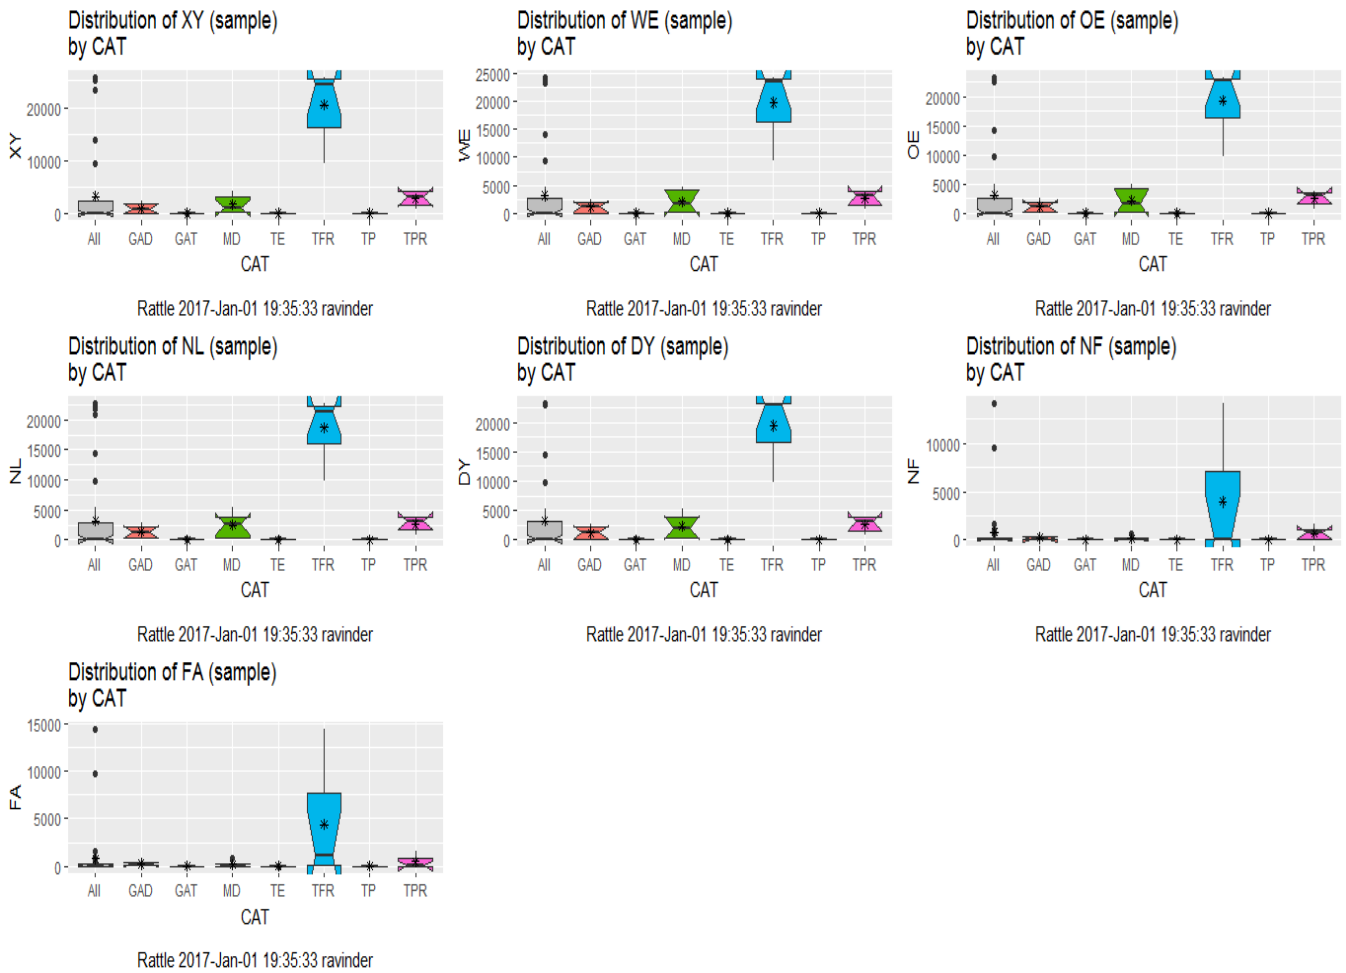 Distribution of XY (sample)
by CAT
XY
20000
10000
0
All GAD GAT MD TE TFR TP TPR
CAT
Rattle 2017-Jan-01 19:35:33 ravinder
Distribution of WE (sample)
by CAT
WE
25000
20000
15000
10000
5000
0
All GAD GAT MD TE TFR TP TPR
CAT
Rattle 2017-Jan-01 19:35:33 ravinder
Distribution of OE (sample)
by CAT
OE
20000
15000
10000
5000
0
All GAD GAT MD TE TFR TP TPR
CAT
Rattle 2017-Jan-01 19:35:33 ravinder
Distribution of NL (sample)
by CAT
NL
20000
15000
10000
5000
0
All GAD GAT MD TE TFR TP TPR
CAT
Rattle 2017-Jan-01 19:35:33 ravinder
Distribution of DY (sample)
by CAT
DY
20000
15000
10000
5000
0
All GAD GAT MD TE TFR TP TPR
CAT
Rattle 2017-Jan-01 19:35:33 ravinder
Distribution of NF (sample)
by CAT
NF
10000
5000
0
All GAD GAT MD TE TFR TP TPR
CAT
Rattle 2017-Jan-01 19:35:33 ravinder
Distribution of FA (sample)
by CAT
FA
15000
10000
5000
0
All GAD GAT MD TE TFR TP TPR
CAT
Rattle 2017-Jan-01 19:35:33 ravinder